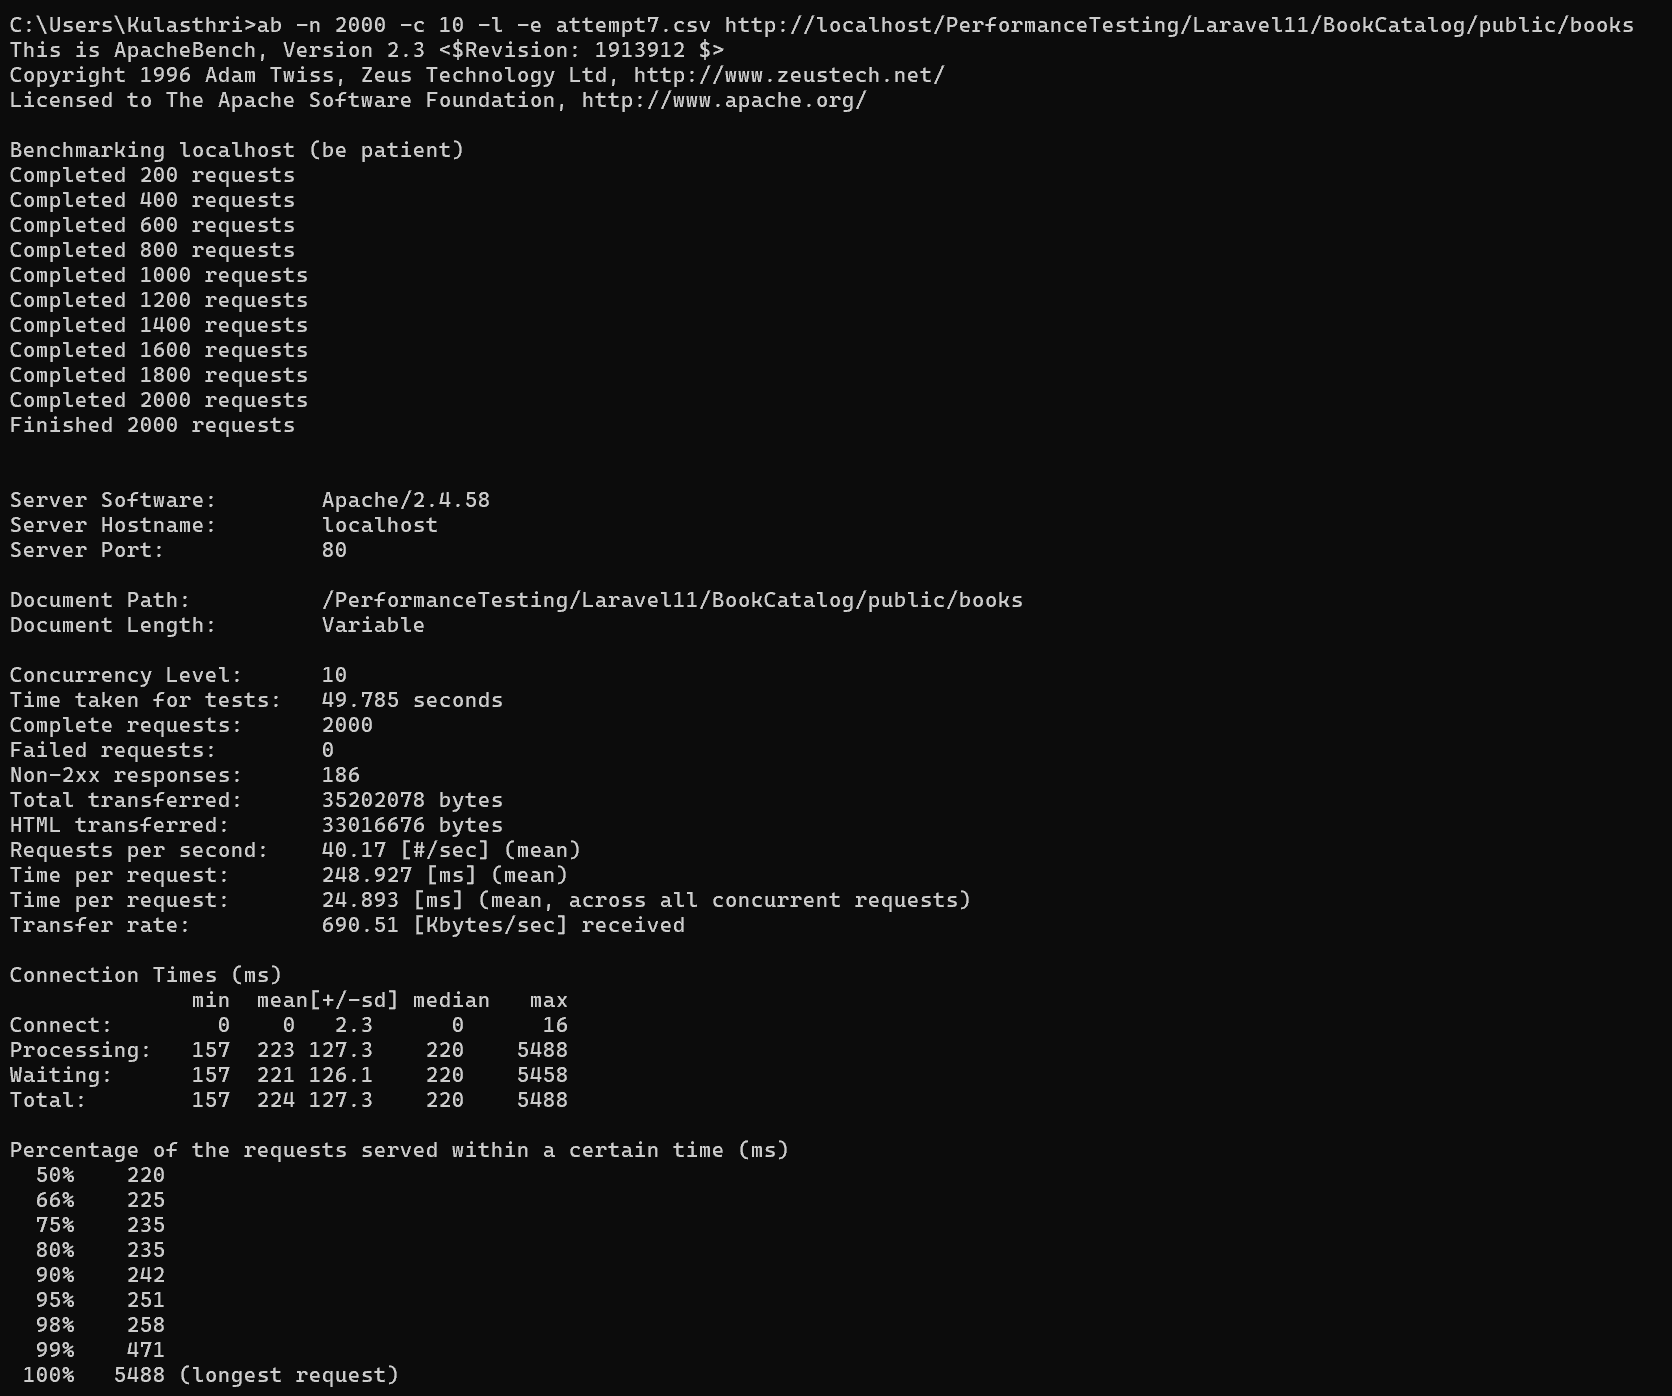 C:\Users\Kulasthri>ab -n 2000 -c 10 -l -e attempt7.csv http://localhost/PerformanceTesting/Laravel11/BookCatalog/public/books
This is ApacheBench, Version 2.3 <$Revision: 1913912 $>
Copyright 1996 Adam Twiss, Zeus Technology Ltd, http://www.zeustech.net/
Licensed to The Apache Software Foundation, http://www.apache.org/

Benchmarking localhost (be patient)
Completed 200 requests
Completed 400 requests
Completed 600 requests
Completed 800 requests
Completed 1000 requests
Completed 1200 requests
Completed 1400 requests
Completed 1600 requests
Completed 1800 requests
Completed 2000 requests
Finished 2000 requests


Server Software:        Apache/2.4.58
Server Hostname:        localhost
Server Port:            80

Document Path:          /PerformanceTesting/Laravel11/BookCatalog/public/books
Document Length:        Variable

Concurrency Level:      10
Time taken for tests:   49.785 seconds
Complete requests:      2000
Failed requests:        0
Non-2xx responses:      186
Total transferred:      35202078 bytes
HTML transferred:       33016676 bytes
Requests per second:    40.17 [#/sec] (mean)
Time per request:       248.927 [ms] (mean)
Time per request:       24.893 [ms] (mean, across all concurrent requests)
Transfer rate:          690.51 [Kbytes/sec] received

Connection Times (ms)
              min  mean[+/-sd] median   max
Connect:        0    0   2.3      0      16
Processing:   157  223 127.3    220    5488
Waiting:      157  221 126.1    220    5458
Total:        157  224 127.3    220    5488

Percentage of the requests served within a certain time (ms)
  50%    220
  66%    225
  75%    235
  80%    235
  90%    242
  95%    251
  98%    258
  99%    471
 100%   5488 (longest request)